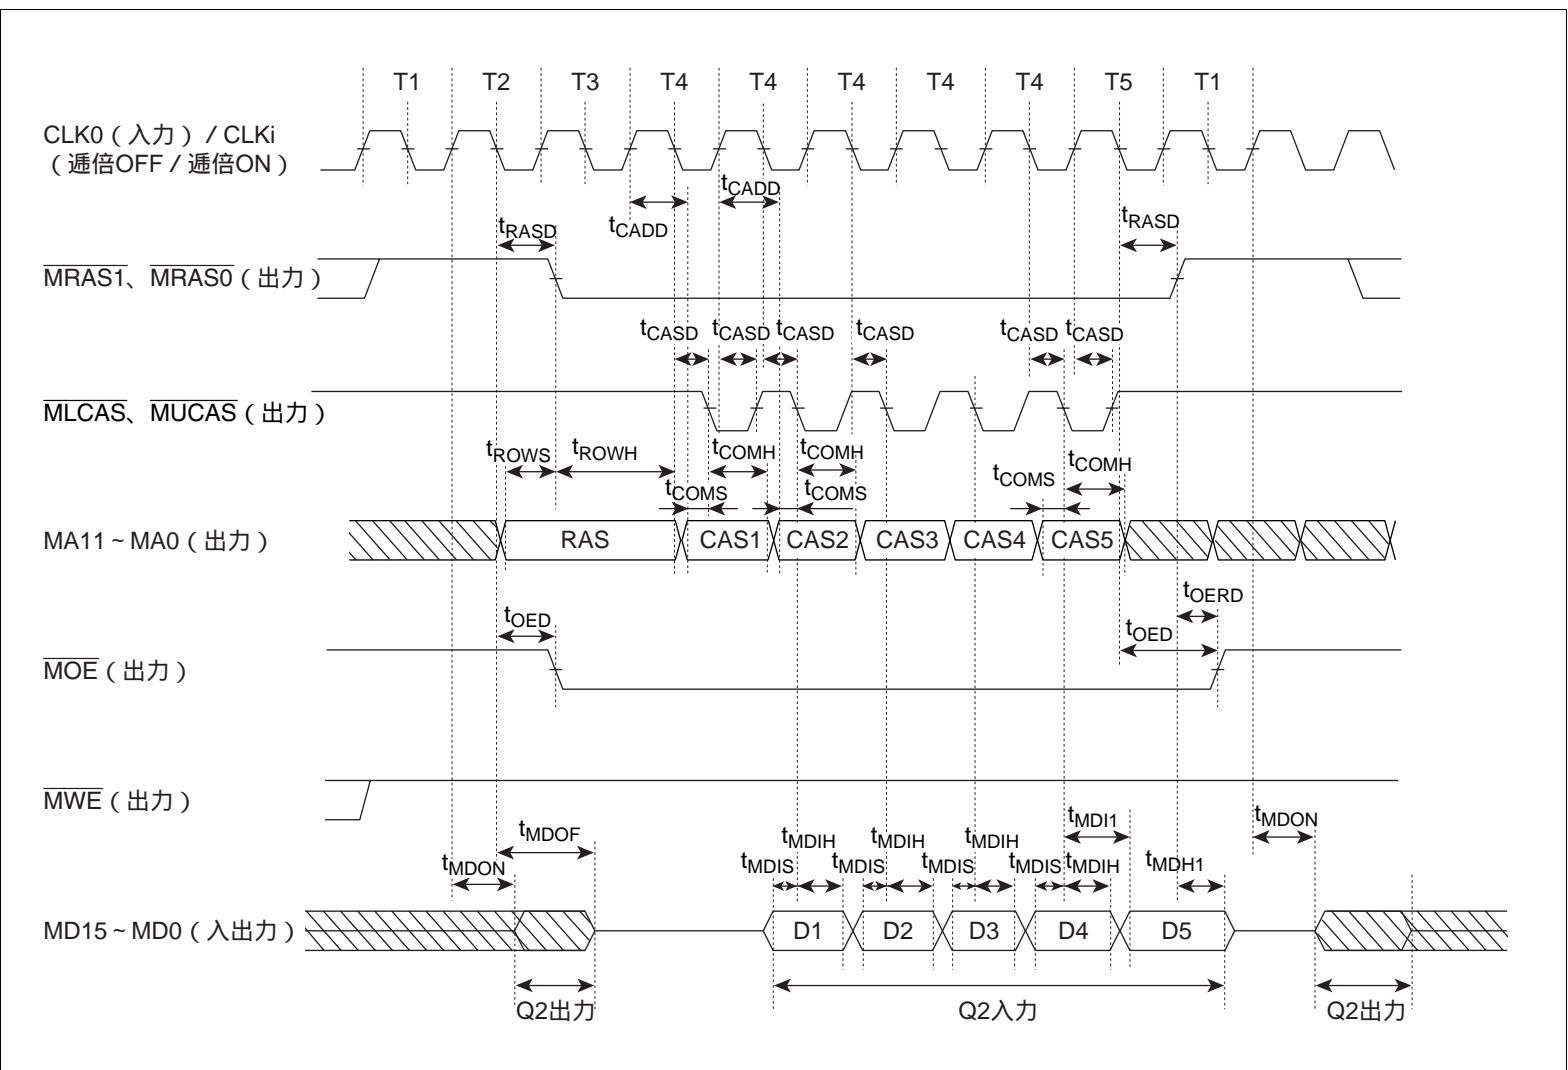 T1 T2 T3 T4 T4 T4 T4 T4 T5 T1
CLK0（入力）/ CLKi
（逓倍OFF / 逓倍ON）
tCADD
tCADD
tRASD
tRASD
MRAS1、MRAS0（出力）
tCASD tCASD tCASD tCASD tCASD tCASD
MLCAS、MUCAS（出力）
tROWS tROWH tCOMH tCOMH tCOMH
tCOMS tCOMS tCOMS
MA11 ~ MA0（出力） RAS CAS1 CAS2 CAS3 CAS4 CAS5
tOERD
tOED tOED
MOE（出力）
MWE（出力）
tMDOF tMDIH tMDIH tMDIH tMDI1 tMDON
tMDON tMDIS tMDIS tMDIS tMDIS tMDIH tMDH1
MD15 ~ MD0（入出力） D1 D2 D3 D4 D5
Q2出力 Q2入力 Q2出力